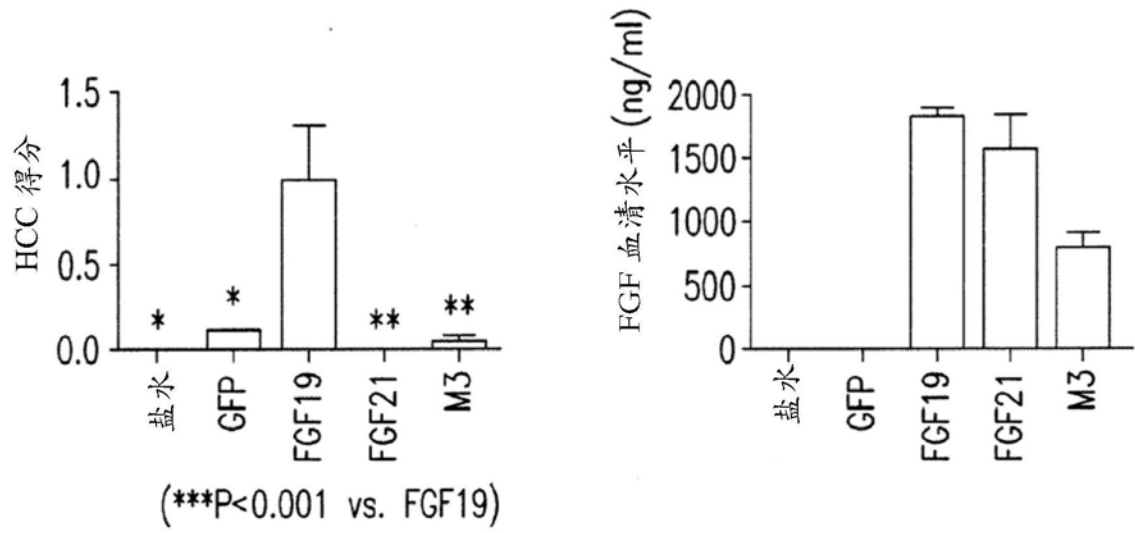 HCC 得分
1.5
1.0
0.5
0.0
*
*
**
**
盐水
GFP
FGF19
FGF21
M3
(***P<0.001 vs. FGF19)
FGF 血清水平 (ng/ml)
2000
1500
1000
500
0
盐水
GFP
FGF19
FGF21
M3